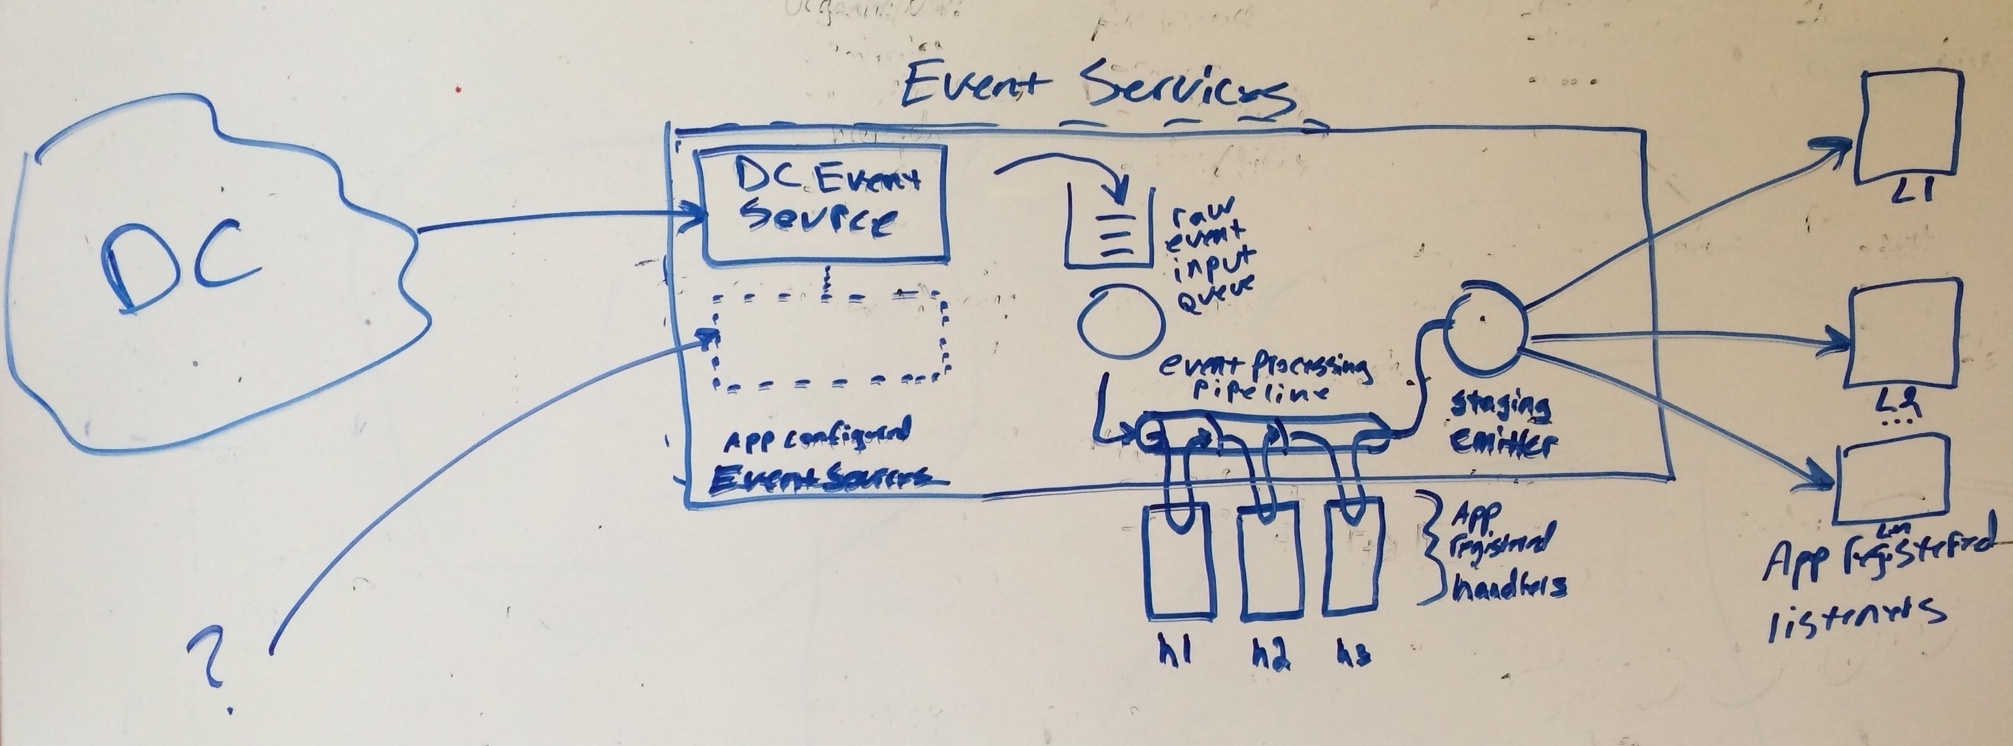 Event Services
DC
DC Event
Source
raw
event
input
queue
event processing
pipeline
App configured
Event Sources
staging
emitter
L1
L2
...
Ln
App registered
listeners
App
registered
handlers
h1
h2
h3
?